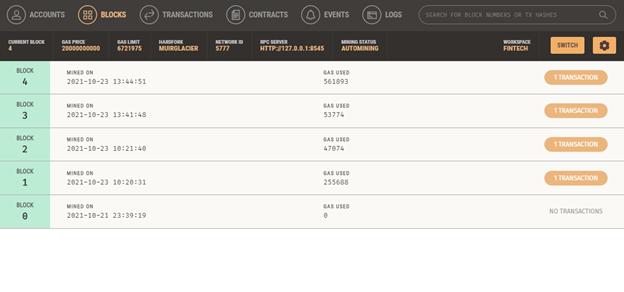 ACCOUNTS BLOCKS TRANSACTIONS CONTRACTS EVENTS LOGS SEARCH FOR BLOCK NUMBERS OR TX HASHES
CURRENT BLOCK GAS PRICE GAS LIMIT HARDFORK NETWORK ID RPC SERVER MINING STATUS WORKSPACE
4 20000000000 6721975 MUIRGLACIER 5777 HTTP://127.0.0.1:8545 AUTOMINING FINTECH SWITCH
BLOCK MINED ON GAS USED
4 2021-10-23 13:44:51 561893 1 TRANSACTION
BLOCK MINED ON GAS USED
3 2021-10-23 13:41:48 53774 1 TRANSACTION
BLOCK MINED ON GAS USED
2 2021-10-23 10:21:40 47074 1 TRANSACTION
BLOCK MINED ON GAS USED
1 2021-10-23 10:20:31 255688 1 TRANSACTION
BLOCK MINED ON GAS USED
0 2021-10-21 23:39:19 0 NO TRANSACTIONS